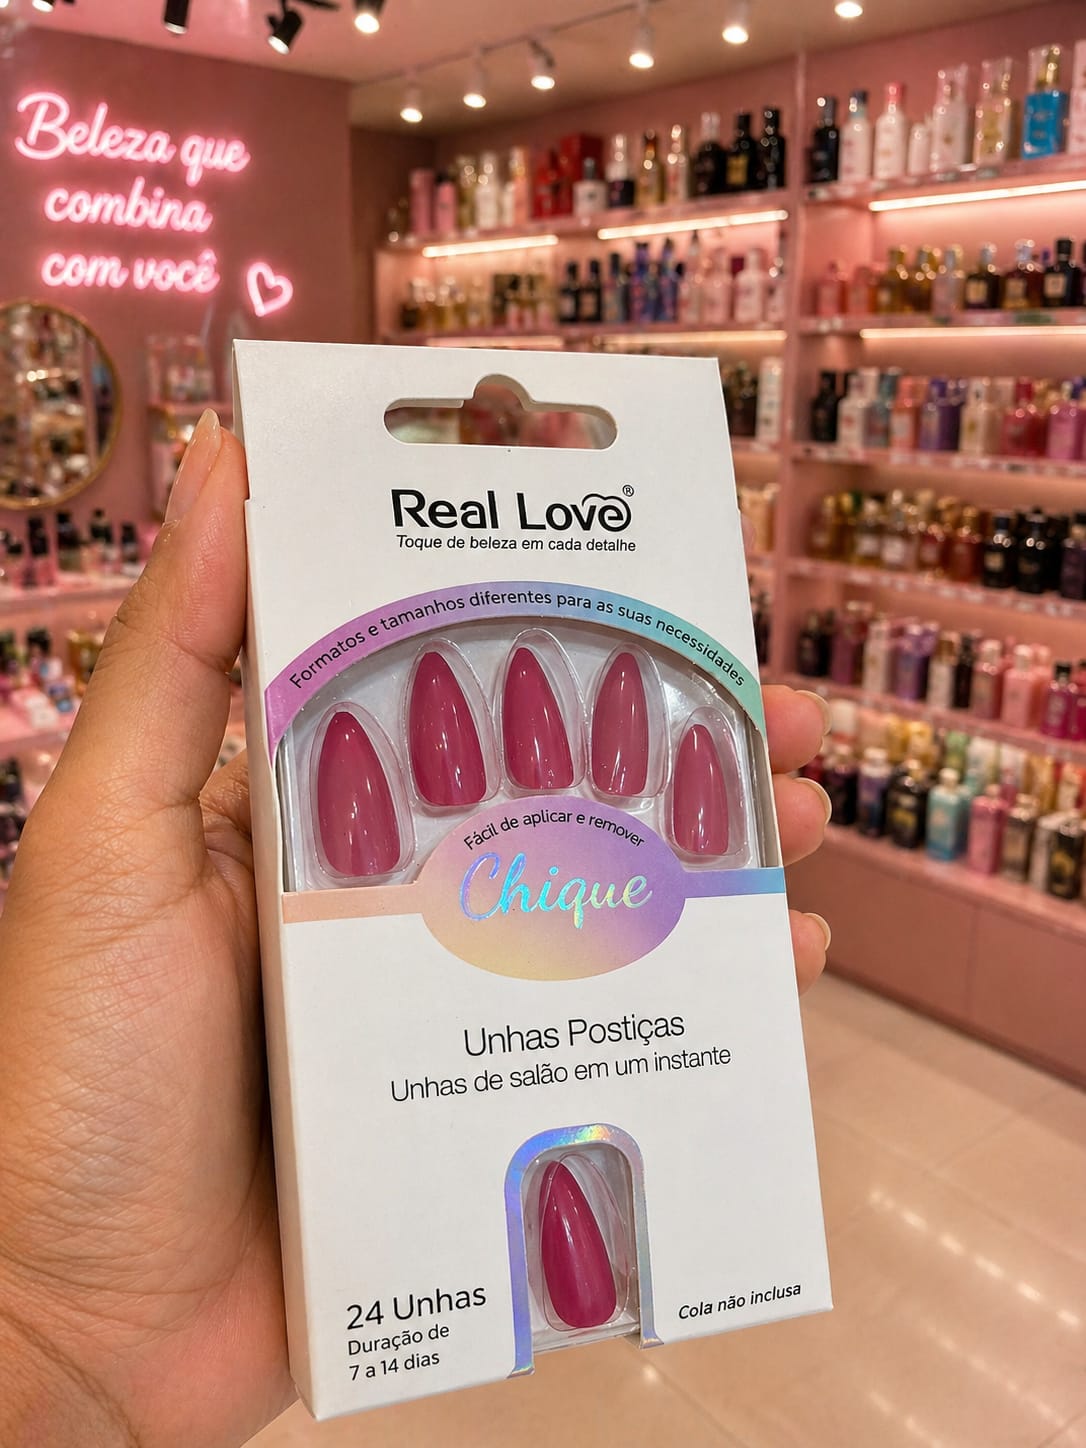 Beleza que
combina
com você
Real Love®
Toque de beleza em cada detalhe
Formatos e tamanhos diferentes para as suas necessidades
Fácil de aplicar e remover
Chique
Unhas Postiças
Unhas de salão em um instante
24 Unhas
Duração de
7 a 14 dias
Cola não inclusa